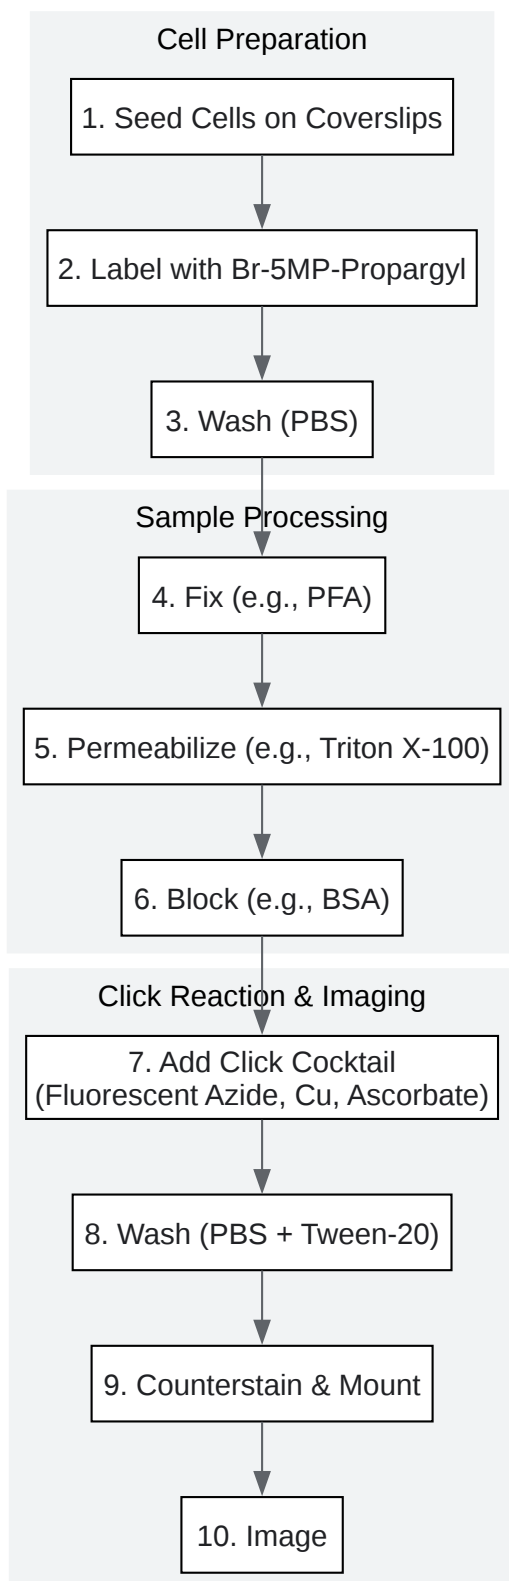 Cell Preparation
1. Seed Cells on Coverslips
2. Label with Br-5MP-Propargyl
3. Wash (PBS)
Sample Processing
4. Fix (e.g., PFA)
5. Permeabilize (e.g., Triton X-100)
6. Block (e.g., BSA)
Click Reaction & Imaging
7. Add Click Cocktail
(Fluorescent Azide, Cu, Ascorbate)
8. Wash (PBS + Tween-20)
9. Counterstain & Mount
10. Image